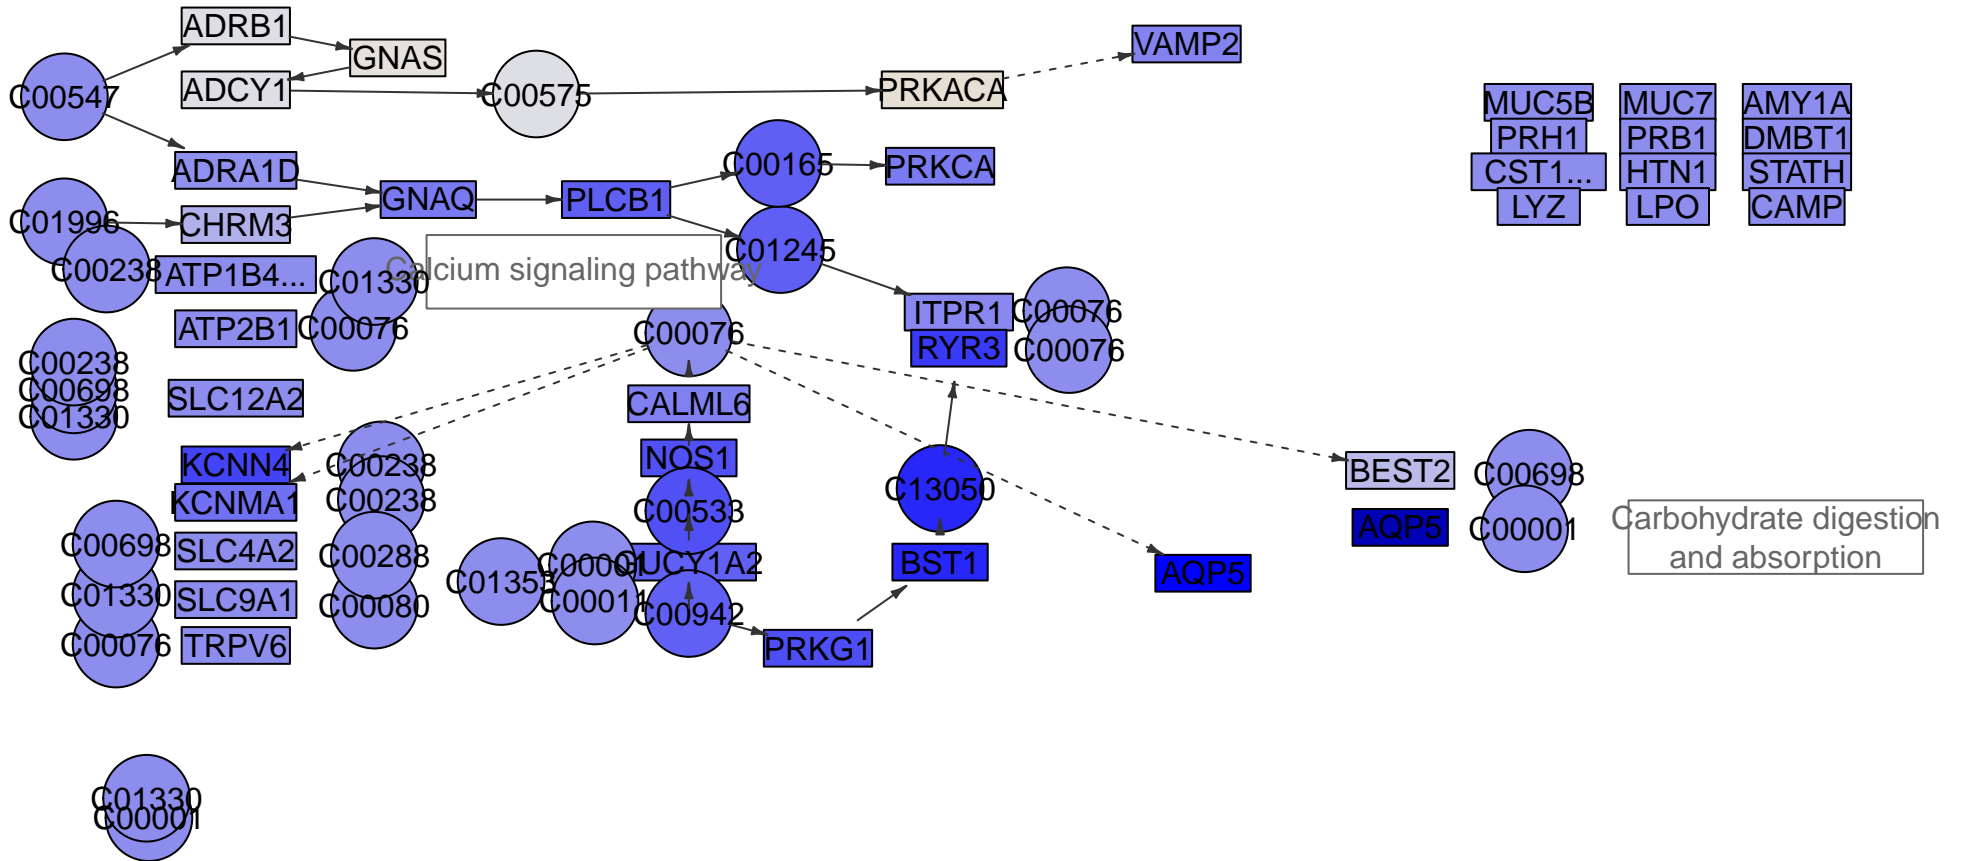 ADRB1
GNAS
VAMP2
C00547
ADCY1
C00575
PRKACA
MUC5B
MUC7
AMY1A
PRH1
PRB1
DMBT1
ADRA1D
C00165
PRKCA
CST1...
HTN1
STATH
GNAQ
PLCB1
LYZ
LPO
CAMP
C01996
CHRM3
C01245
C00238
ATP1B4...
C01330
Calcium signaling pathway
ITPR1
C00076
ATP2B1
C00076
C00076
RYR3
C00076
C00238
C00698
C01330
SLC12A2
CALML6
KCNN4
C00238
NOS1
BEST2
C00698
KCNMA1
C00238
C00533
C13050
AQP5
C00001
Carbohydrate digestion
and absorption
C00698
SLC4A2
C00288
C00001
GUCY1A2
BST1
AQP5
C01353
C01330
SLC9A1
C00080
C00011
C00942
C00076
TRPV6
PRKG1
C01330
C00001